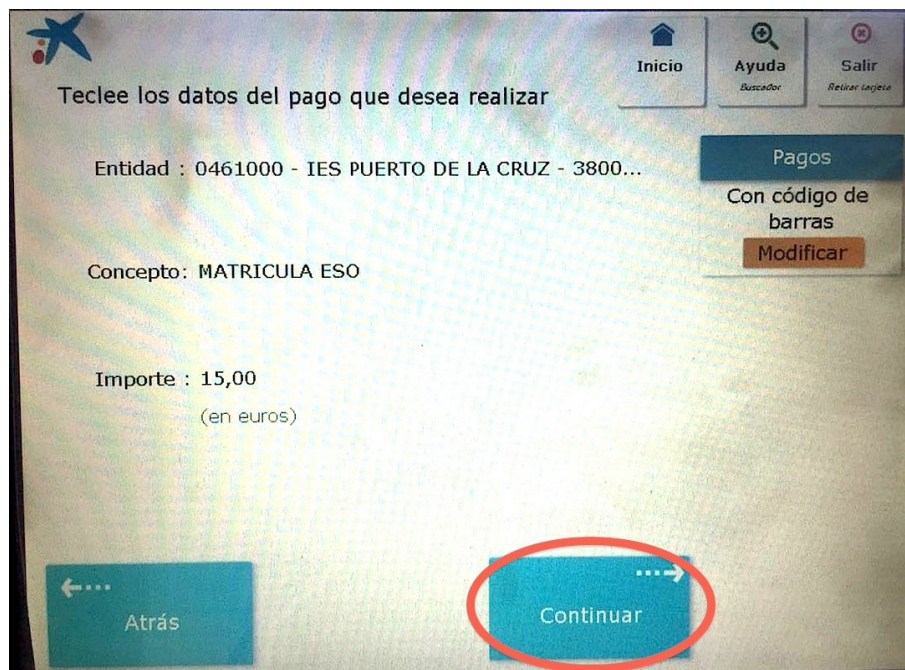 Inicio
Ayuda
Buscador
Salir
Retirar tarjeta
Teclee los datos del pago que desea realizar
Entidad : 0461000 - IES PUERTO DE LA CRUZ - 3800...
Pagos
Con código de
barras
Modificar
Concepto: MATRICULA ESO
Importe : 15,00
(en euros)
Atrás
Continuar